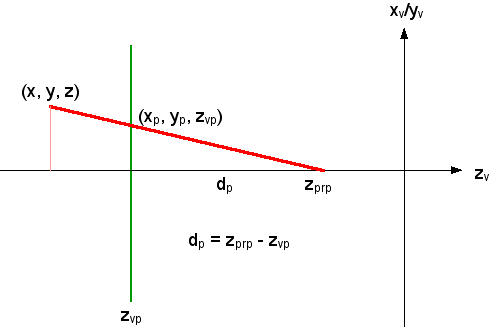 xᵥ/yᵥ
(x, y, z)
(xₚ, yₚ, zᵥₚ)
zᵥ
dₚ
zₚᵣₚ
dₚ = zₚᵣₚ - zᵥₚ
zᵥₚ